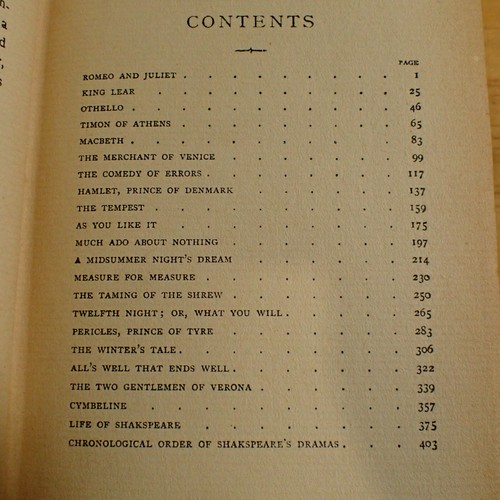 CONTENTS
PAGE
ROMEO AND JULIET . . . . . . . . . 1
KING LEAR . . . . . . . . . 25
OTHELLO . . . . . . . . . . 46
TIMON OF ATHENS . . . . . . . . . 65
MACBETH . . . . . . . . . . 83
THE MERCHANT OF VENICE . . . . . . . 99
THE COMEDY OF ERRORS . . . . . . . . 117
HAMLET, PRINCE OF DENMARK . . . . . . 137
THE TEMPEST . . . . . . . . . 159
AS YOU LIKE IT . . . . . . . . 175
MUCH ADO ABOUT NOTHING . . . . . . . 197
A MIDSUMMER NIGHT'S DREAM . . . . . . 214
MEASURE FOR MEASURE . . . . . . . . 230
THE TAMING OF THE SHREW . . . . . . . 250
TWELFTH NIGHT; OR, WHAT YOU WILL . . . . . 265
PERICLES, PRINCE OF TYRE . . . . . . . 283
THE WINTER'S TALE . . . . . . . . . 306
ALL'S WELL THAT ENDS WELL . . . . . . . 322
THE TWO GENTLEMEN OF VERONA . . . . . . 339
CYMBELINE . . . . . . . . . . 357
LIFE OF SHAKSPEARE . . . . . . . . 375
CHRONOLOGICAL ORDER OF SHAKSPEARE'S DRAMAS . . . 403